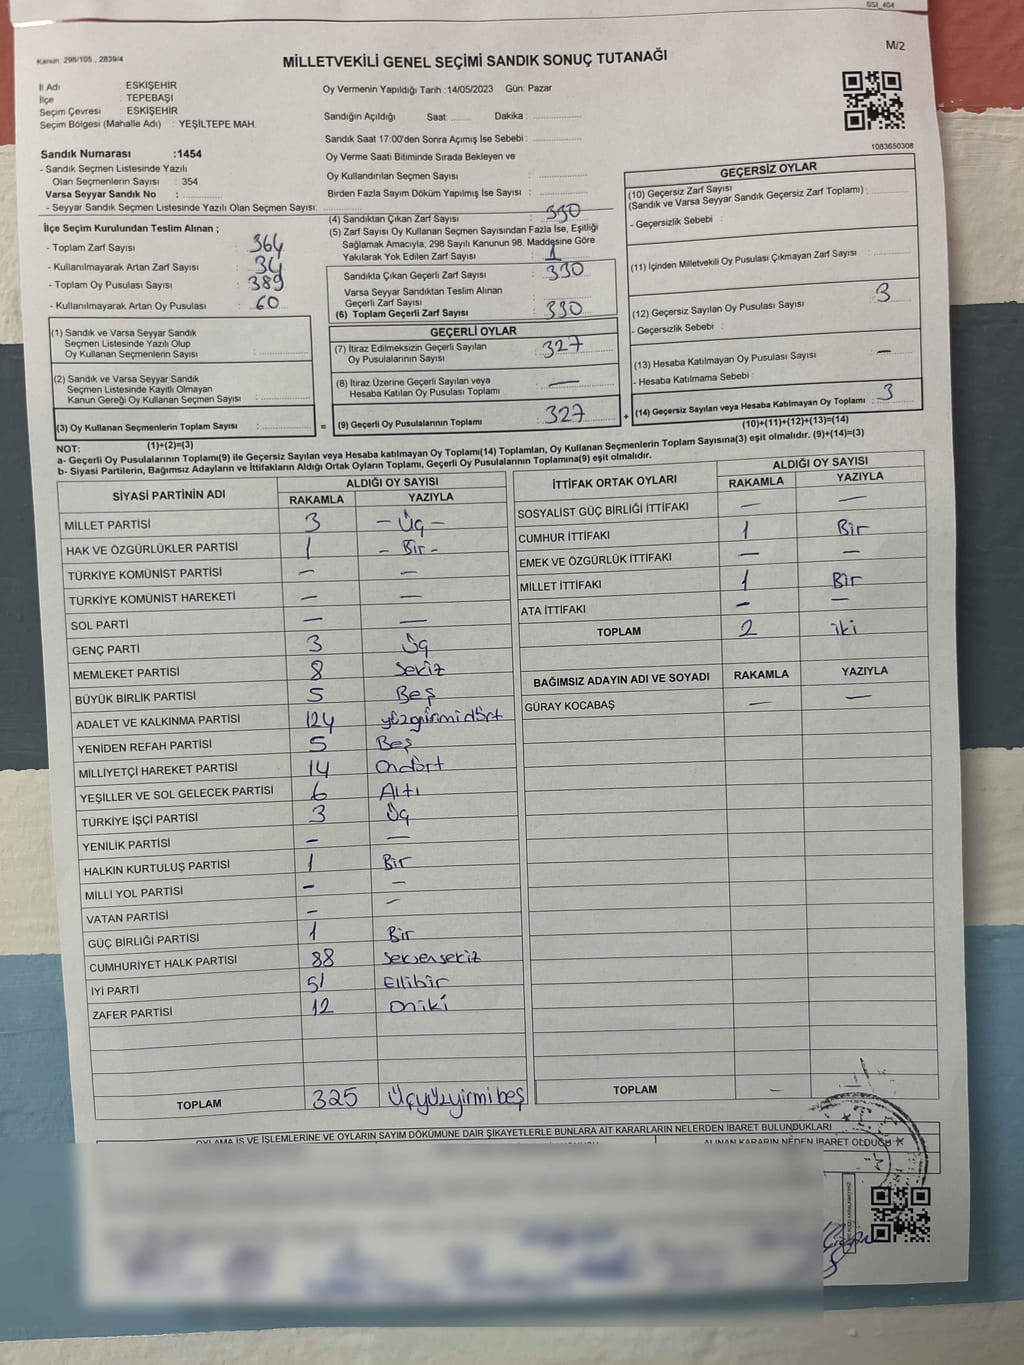 SSI_404
Kanun 298/105 , 2839/4
MİLLETVEKİLİ GENEL SEÇİMİ SANDIK SONUÇ TUTANAĞI
M/2
İl Adı : ESKİŞEHİR
İlçe : TEPEBAŞI
Seçim Çevresi : ESKİŞEHİR
Seçim Bölgesi (Mahalle Adı) : YEŞİLTEPE MAH.
Oy Vermenin Yapıldığı Tarih : 14/05/2023 Gün: Pazar
Sandığın Açıldığı Saat: Dakika :
Sandık Saat 17:00'den Sonra Açımış İse Sebebi :
Oy Verme Saati Bitiminde Sırada Bekleyen ve
Oy Kullandırılan Seçmen Sayısı :
Birden Fazla Sayım Döküm Yapılmış İse Sayısı :
1083650308
Sandık Numarası :1454
- Sandık Seçmen Listesinde Yazılı
Olan Seçmenlerin Sayısı : 354
Varsa Seyyar Sandık No :
- Seyyar Sandık Seçmen Listesinde Yazılı Olan Seçmen Sayısı:
İlçe Seçim Kurulundan Teslim Alınan ;
- Toplam Zarf Sayısı : 364
- Kullanılmayarak Artan Zarf Sayısı : 34
- Toplam Oy Pusulası Sayısı : 389
- Kullanılmayarak Artan Oy Pusulası : 60
(1) Sandık ve Varsa Seyyar Sandık
Seçmen Listesinde Yazılı Olup
Oy Kullanan Seçmenlerin Sayısı :
(2) Sandık ve Varsa Seyyar Sandık
Seçmen Listesinde Kayıtlı Olmayan
Kanun Gereği Oy Kullanan Seçmen Sayısı :
(3) Oy Kullanan Seçmenlerin Toplam Sayısı :
(1)+(2)=(3)
(4) Sandıktan Çıkan Zarf Sayısı : 330
(5) Zarf Sayısı Oy Kullanan Seçmen Sayısından Fazla İse, Eşitliği
Sağlamak Amacıyla; 298 Sayılı Kanunun 98. Maddesine Göre
Yakılarak Yok Edilen Zarf Sayısı : 1
Sandıkta Çıkan Geçerli Zarf Sayısı : 330
Varsa Seyyar Sandıktan Teslim Alınan
Geçerli Zarf Sayısı :
(6) Toplam Geçerli Zarf Sayısı : 330
GEÇERLİ OYLAR
(7) İtiraz Edilmeksizin Geçerli Sayılan
Oy Pusulalarının Sayısı : 327
(8) İtiraz Üzerine Geçerli Sayılan veya
Hesaba Katılan Oy Pusulası Toplamı : —
= (9) Geçerli Oy Pusulalarının Toplamı : 327 +
GEÇERSİZ OYLAR
(10) Geçersiz Zarf Sayısı
(Sandık ve Varsa Seyyar Sandık Geçersiz Zarf Toplamı) :
- Geçersizlik Sebebi :
(11) İçinden Milletvekili Oy Pusulası Çıkmayan Zarf Sayısı :
(12) Geçersiz Sayılan Oy Pusulası Sayısı : 3
- Geçersizlik Sebebi :
(13) Hesaba Katılmayan Oy Pusulası Sayısı : —
- Hesaba Katılmama Sebebi :
(14) Geçersiz Sayılan veya Hesaba Katılmayan Oy Toplamı : 3
(10)+(11)+(12)+(13)=(14)
NOT:
a- Geçerli Oy Pusulalarının Toplamı(9) ile Geçersiz Sayılan veya Hesaba katılmayan Oy Toplamı(14) Toplamları, Oy Kullanan Seçmenlerin Toplam Sayısına(3) eşit olmalıdır. (9)+(14)=(3)
b- Siyasi Partilerin, Bağımsız Adayların ve İttifakların Aldığı Ortak Oyların Toplamı, Geçerli Oy Pusulalarının Toplamına(9) eşit olmalıdır.
SİYASİ PARTİNİN ADI ALDIĞI OY SAYISI
RAKAMLA YAZIYLA
MİLLET PARTİSİ 3 - Üç -
HAK VE ÖZGÜRLÜKLER PARTİSİ 1 - Bir -
TÜRKİYE KOMÜNİST PARTİSİ — —
TÜRKİYE KOMÜNİST HAREKETİ — —
SOL PARTİ — —
GENÇ PARTİ 3 Üç
MEMLEKET PARTİSİ 8 Sekiz
BÜYÜK BİRLİK PARTİSİ 5 Beş
ADALET VE KALKINMA PARTİSİ 124 yüzyirmidört
YENİDEN REFAH PARTİSİ 5 Beş
MİLLİYETÇİ HAREKET PARTİSİ 14 Ondört
YEŞİLLER VE SOL GELECEK PARTİSİ 6 Altı
TÜRKİYE İŞÇİ PARTİSİ 3 Üç
YENİLİK PARTİSİ — —
HALKIN KURTULUŞ PARTİSİ 1 Bir
MİLLİ YOL PARTİSİ — —
VATAN PARTİSİ — —
GÜÇ BİRLİĞİ PARTİSİ 1 Bir
CUMHURİYET HALK PARTİSİ 88 Seksensekiz
İYİ PARTİ 51 Ellibir
ZAFER PARTİSİ 12 Oniki
TOPLAM 325 Üçyüzyirmibeş
İTTİFAK ORTAK OYLARI ALDIĞI OY SAYISI
RAKAMLA YAZIYLA
SOSYALİST GÜÇ BİRLİĞİ İTTİFAKI — —
CUMHUR İTTİFAKI 1 Bir
EMEK VE ÖZGÜRLÜK İTTİFAKI — —
MİLLET İTTİFAKI 1 Bir
ATA İTTİFAKI — —
TOPLAM 2 iki
BAĞIMSIZ ADAYIN ADI VE SOYADI RAKAMLA YAZIYLA
GÜRAY KOCABAŞ — —
TOPLAM — —
OYLAMA İŞ VE İŞLEMLERİNE VE OYLARIN SAYIM DÖKÜMÜNE DAİR ŞİKAYETLERLE BUNLARA AİT KARARLARIN NELERDEN İBARET BULUNDUKLARI
ALINAN KARARIN NEDEN İBARET OLDUĞU